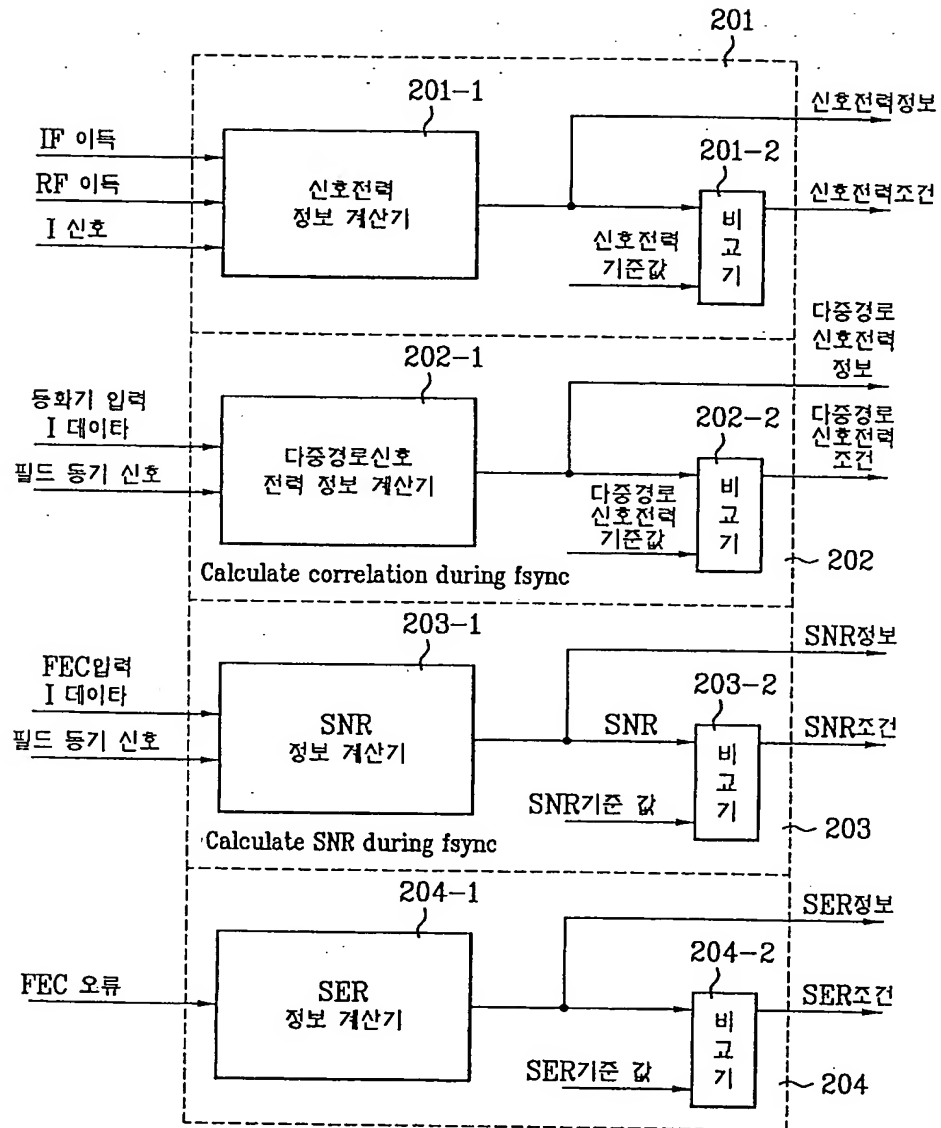 201
201-1
신호전력정보
IF 이득
RF 이득
I 신호
신호전력
정보 계산기
201-2
비
고
기
신호전력조건
신호전력
기준값
다중경로
신호전력
정보
202-1
등화기 입력
I 데이타
필드 동기 신호
다중경로신호
전력 정보 계산기
202-2
비
고
기
다중경로
신호전력
조건
다중경로
신호전력
기준값
202
Calculate correlation during fsync
203-1
SNR정보
FEC입력
I 데이타
필드 동기 신호
SNR
정보 계산기
SNR
203-2
비
고
기
SNR조건
SNR기준 값
203
Calculate SNR during fsync
204-1
SER정보
FEC 오류
SER
정보 계산기
204-2
비
고
기
SER조건
SER기준 값
204